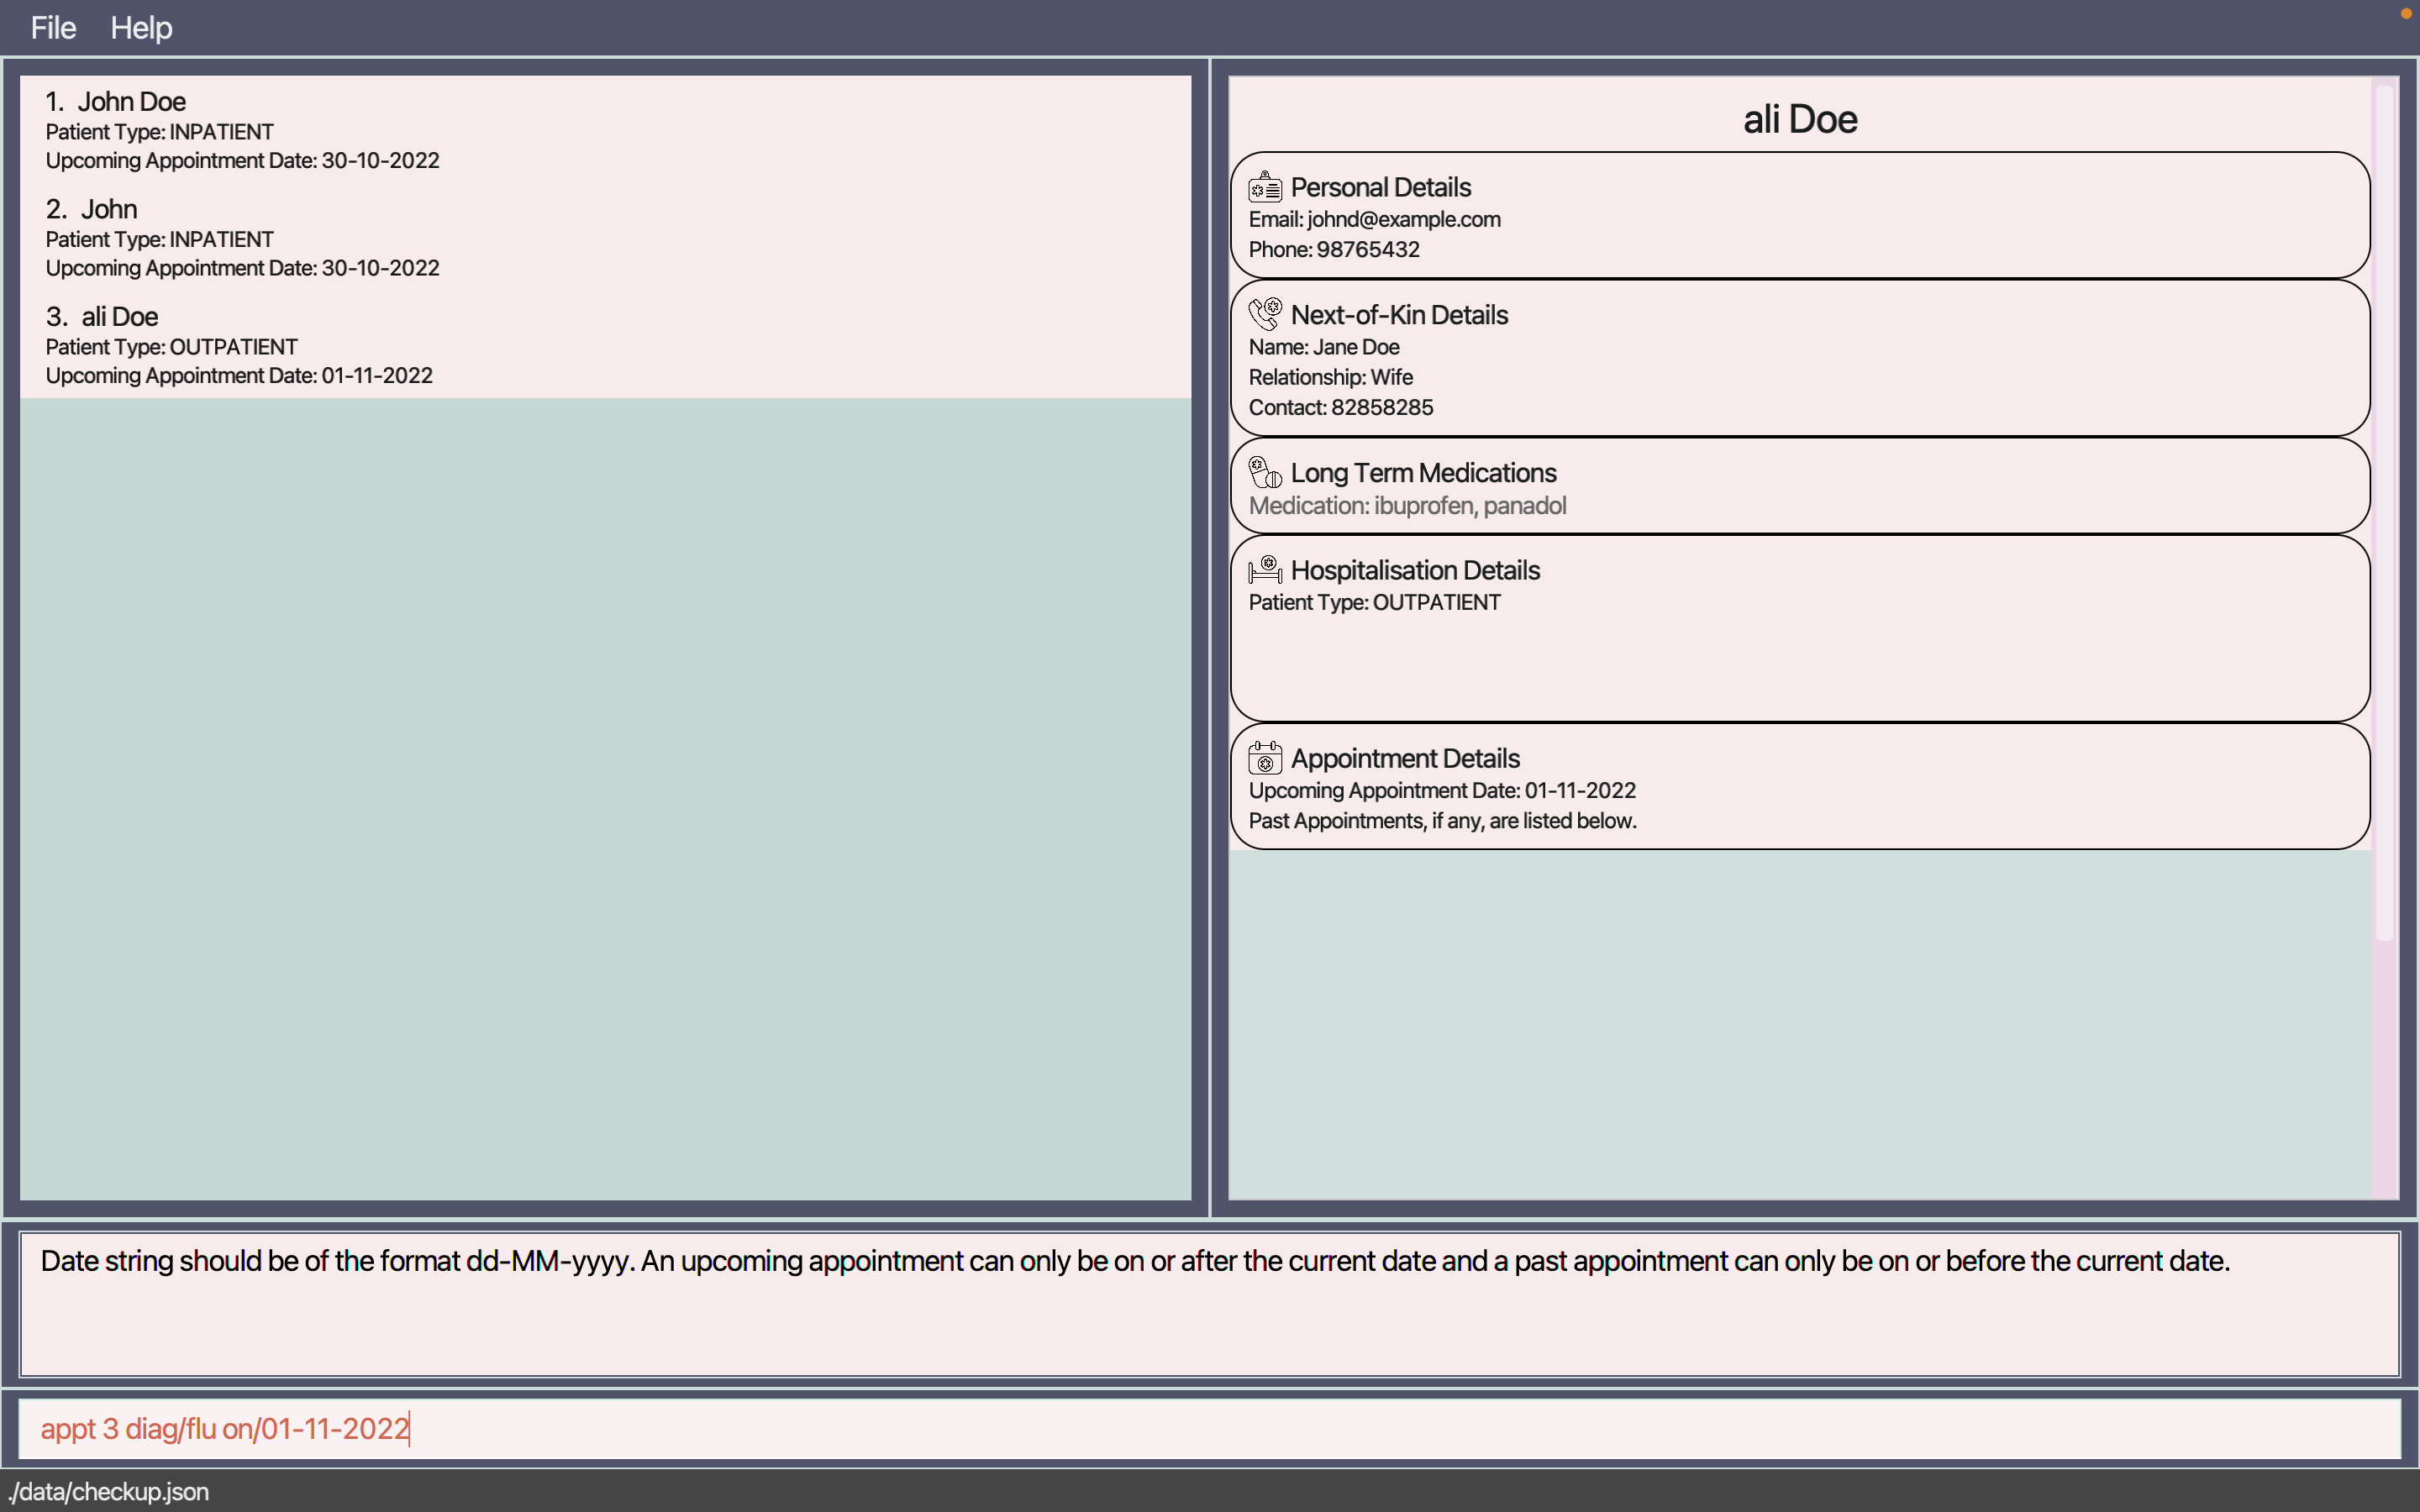 File Help
1. John Doe
Patient Type: INPATIENT
Upcoming Appointment Date: 30-10-2022
2. John
Patient Type: INPATIENT
Upcoming Appointment Date: 30-10-2022
3. ali Doe
Patient Type: OUTPATIENT
Upcoming Appointment Date: 01-11-2022
ali Doe
Personal Details
Email: johnd@example.com
Phone: 98765432
Next-of-Kin Details
Name: Jane Doe
Relationship: Wife
Contact: 82858285
Long Term Medications
Medication: ibuprofen, panadol
Hospitalisation Details
Patient Type: OUTPATIENT
Appointment Details
Upcoming Appointment Date: 01-11-2022
Past Appointments, if any, are listed below.
Date string should be of the format dd-MM-yyyy. An upcoming appointment can only be on or after the current date and a past appointment can only be on or before the current date.
appt 3 diag/flu on/01-11-2022
./data/checkup.json